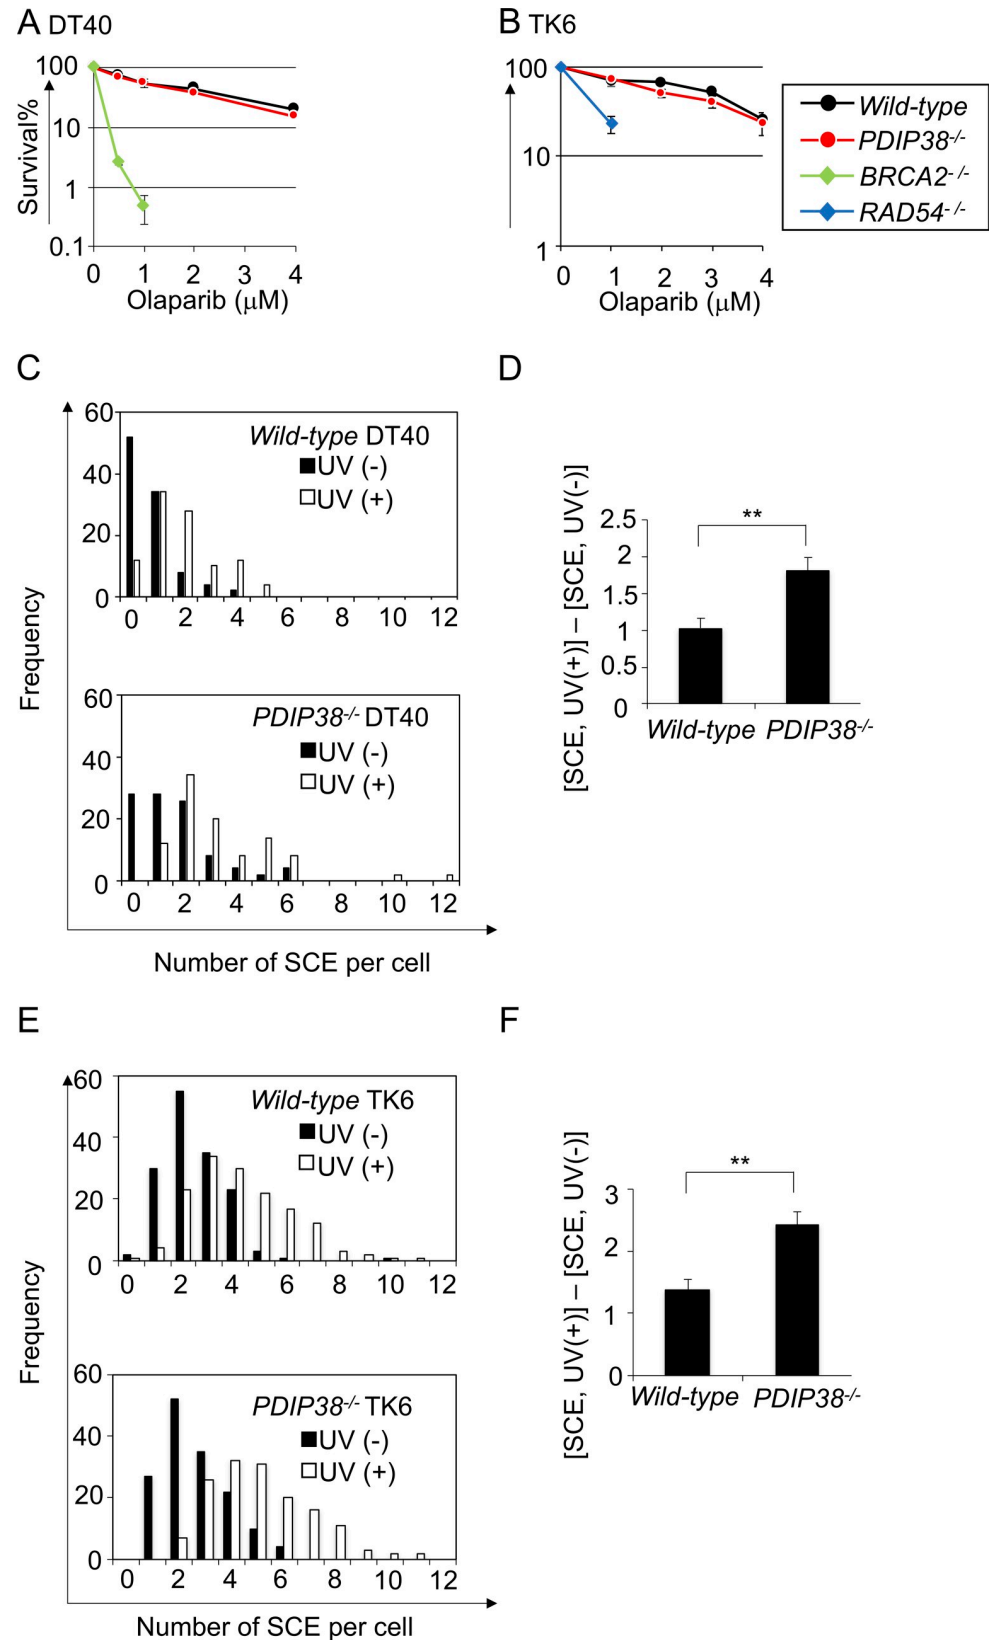 A DT40
100
10
1
0.1
Survival%
0 1 2 3 4
Olaparib (μM)
B TK6
100
10
1
0 1 2 3 4
Olaparib (μM)
Wild-type
PDIP38-/-
BRCA2-/-
RAD54-/-
C
Frequency
60
40
20
0
Wild-type DT40
UV (-)
UV (+)
0 2 4 6 8 10 12
60
40
20
0
PDIP38-/- DT40
UV (-)
UV (+)
0 2 4 6 8 10 12
Number of SCE per cell
D
[SCE, UV(+)] – [SCE, UV(-)]
2.5
2
1.5
1
0.5
0
**
Wild-type PDIP38-/-
E
Frequency
60
40
20
0
Wild-type TK6
UV (-)
UV (+)
0 2 4 6 8 10 12
60
40
20
0
PDIP38-/- TK6
UV (-)
UV (+)
0 2 4 6 8 10 12
Number of SCE per cell
F
[SCE, UV(+)] – [SCE, UV(-)]
3
2
1
0
**
Wild-type PDIP38-/-